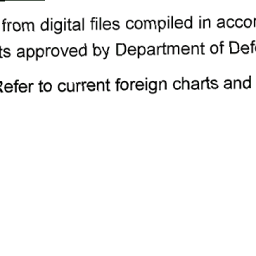 from digital files compiled in accor
ts approved by Department of Def
Refer to current foreign charts and